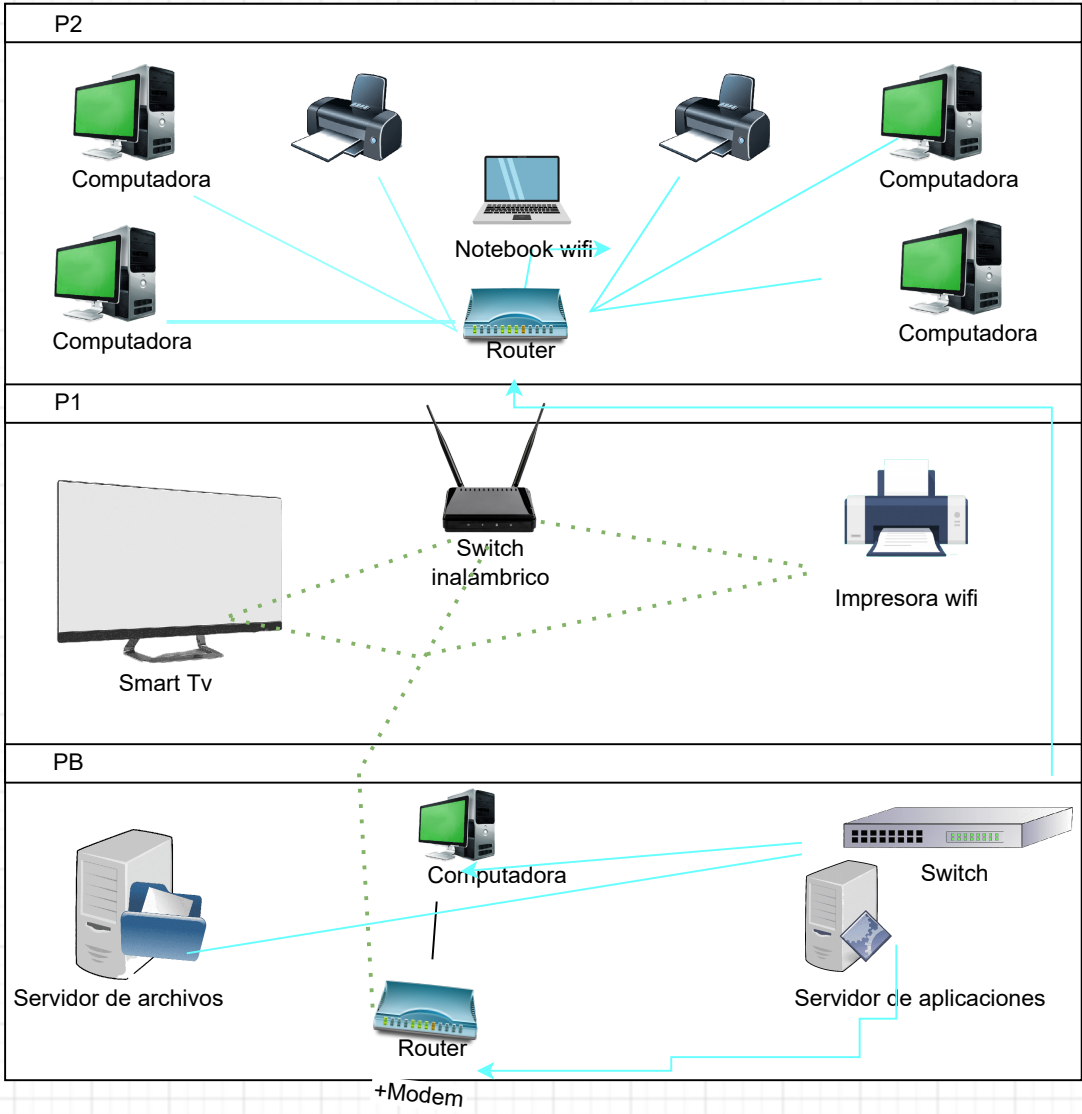 P2
Computadora
Computadora
Notebook wifi
Computadora
Computadora
Router
P1
Switch
inalámbrico
Impresora wifi
Smart Tv
PB
Computadora
Switch
Servidor de archivos
Servidor de aplicaciones
Router
+Modem